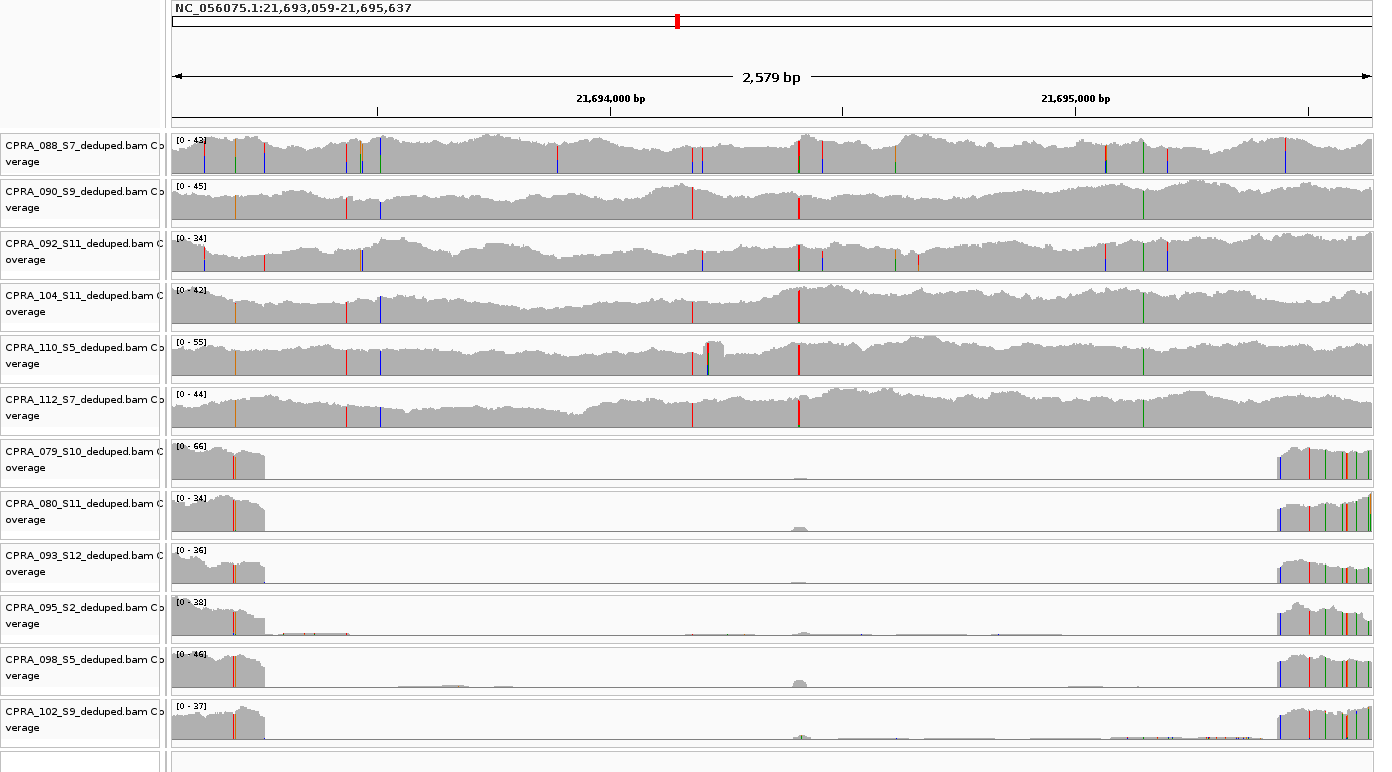 NC_056075.1:21,693,059-21,695,637
2,579 bp
21,694,000 bp 21,695,000 bp
CPRA_088_S7_deduped.bam Co
verage
[0 - 43]
CPRA_090_S9_deduped.bam Co
verage
[0 - 45]
CPRA_092_S11_deduped.bam C
overage
[0 - 34]
CPRA_104_S11_deduped.bam C
overage
[0 - 42]
CPRA_110_S5_deduped.bam Co
verage
[0 - 55]
CPRA_112_S7_deduped.bam Co
verage
[0 - 44]
CPRA_079_S10_deduped.bam C
overage
[0 - 66]
CPRA_080_S11_deduped.bam C
overage
[0 - 34]
CPRA_093_S12_deduped.bam C
overage
[0 - 36]
CPRA_095_S2_deduped.bam Co
verage
[0 - 38]
CPRA_098_S5_deduped.bam Co
verage
[0 - 46]
CPRA_102_S9_deduped.bam Co
verage
[0 - 37]